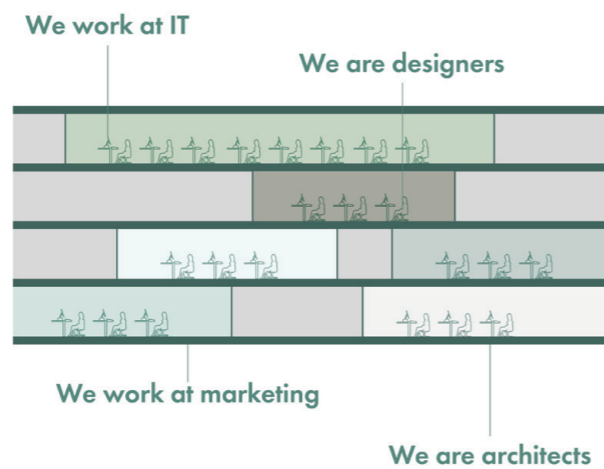 We work at IT
We are designers
We work at marketing
We are architects